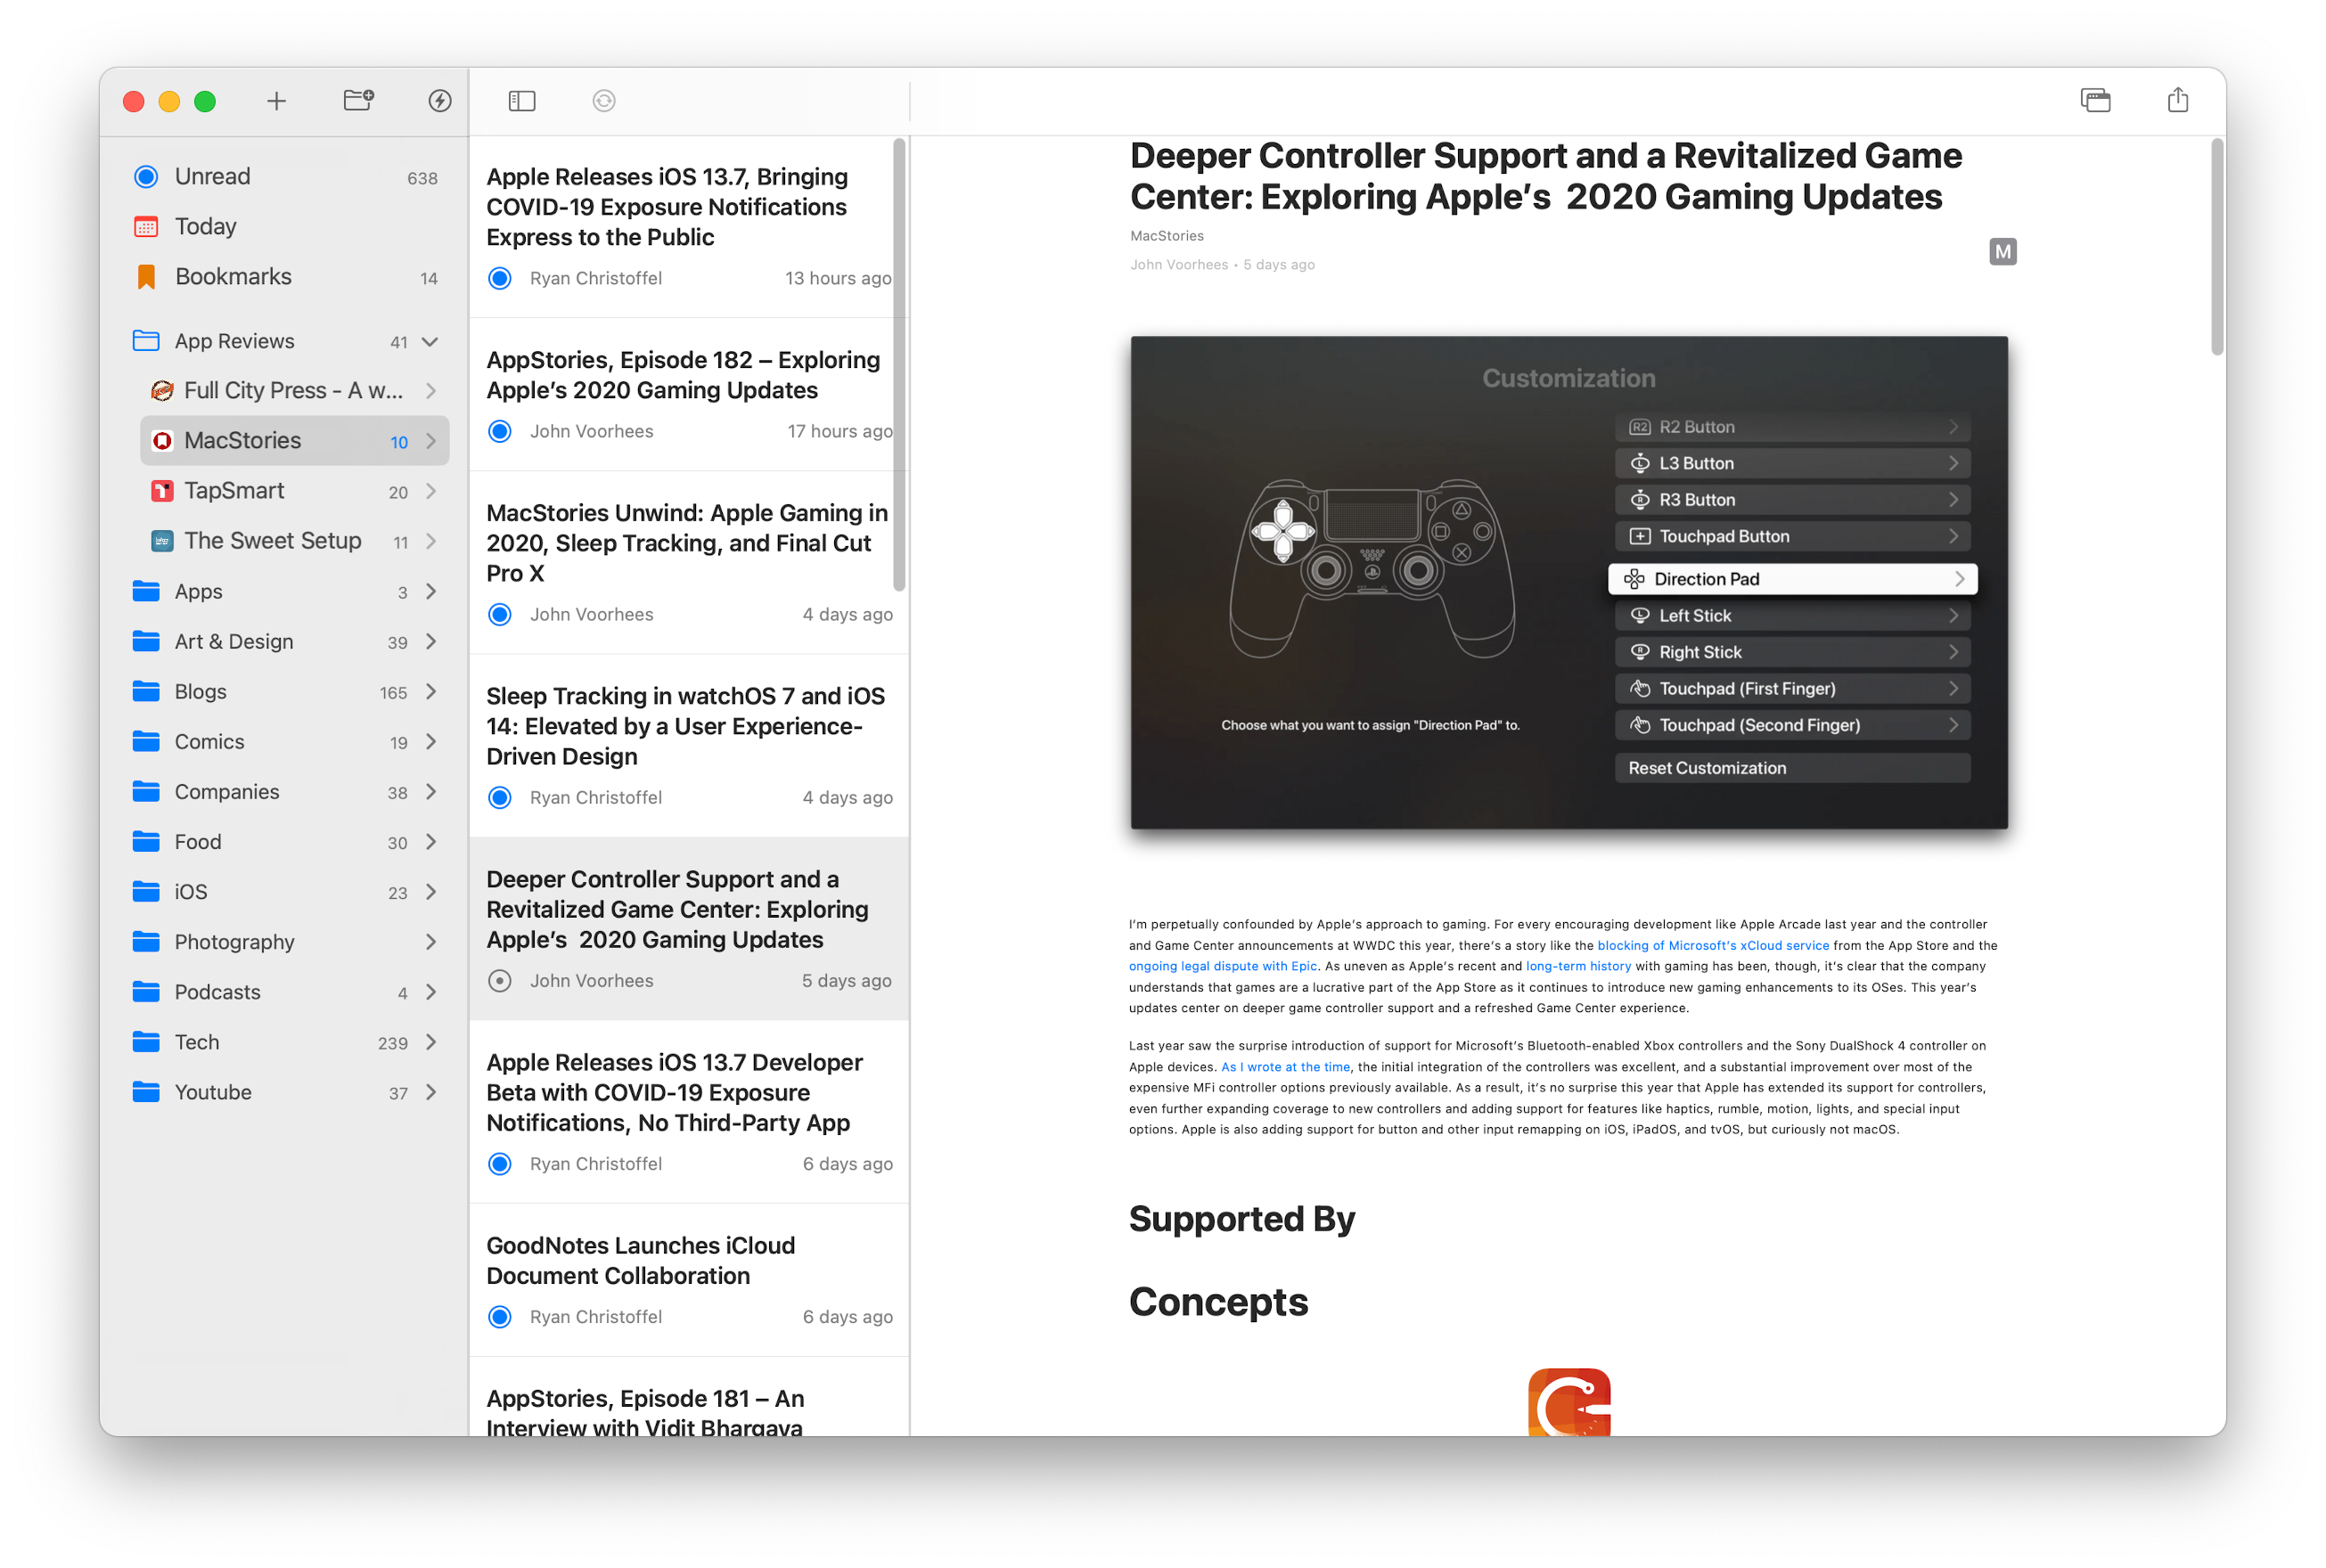 Unread 638
Today
Bookmarks 14
App Reviews 41
Full City Press - A w...
MacStories 10
TapSmart 20
The Sweet Setup 11
Apps 3
Art & Design 39
Blogs 165
Comics 19
Companies 38
Food 30
iOS 23
Photography
Podcasts 4
Tech 239
Youtube 37
Apple Releases iOS 13.7, Bringing
COVID-19 Exposure Notifications
Express to the Public
Ryan Christoffel 13 hours ago
AppStories, Episode 182 – Exploring
Apple’s 2020 Gaming Updates
John Voorhees 17 hours ago
MacStories Unwind: Apple Gaming in
2020, Sleep Tracking, and Final Cut
Pro X
John Voorhees 4 days ago
Sleep Tracking in watchOS 7 and iOS
14: Elevated by a User Experience-
Driven Design
Ryan Christoffel 4 days ago
Deeper Controller Support and a
Revitalized Game Center: Exploring
Apple’s 2020 Gaming Updates
John Voorhees 5 days ago
Apple Releases iOS 13.7 Developer
Beta with COVID-19 Exposure
Notifications, No Third-Party App
Ryan Christoffel 6 days ago
GoodNotes Launches iCloud
Document Collaboration
Ryan Christoffel 6 days ago
AppStories, Episode 181 – An
Interview with Vidit Bhargava
Deeper Controller Support and a Revitalized Game
Center: Exploring Apple’s 2020 Gaming Updates
MacStories
M
John Voorhees • 5 days ago
Customization
R2 R2 Button
L L3 Button
R R3 Button
Touchpad Button
Direction Pad
L Left Stick
R Right Stick
Touchpad (First Finger)
Choose what you want to assign "Direction Pad" to.
Touchpad (Second Finger)
Reset Customization
I’m perpetually confounded by Apple’s approach to gaming. For every encouraging development like Apple Arcade last year and the controller
and Game Center announcements at WWDC this year, there’s a story like the blocking of Microsoft’s xCloud service from the App Store and the
ongoing legal dispute with Epic. As uneven as Apple’s recent and long-term history with gaming has been, though, it’s clear that the company
understands that games are a lucrative part of the App Store as it continues to introduce new gaming enhancements to its OSes. This year’s
updates center on deeper game controller support and a refreshed Game Center experience.
Last year saw the surprise introduction of support for Microsoft’s Bluetooth-enabled Xbox controllers and the Sony DualShock 4 controller on
Apple devices. As I wrote at the time, the initial integration of the controllers was excellent, and a substantial improvement over most of the
expensive MFi controller options previously available. As a result, it’s no surprise this year that Apple has extended its support for controllers,
even further expanding coverage to new controllers and adding support for features like haptics, rumble, motion, lights, and special input
options. Apple is also adding support for button and other input remapping on iOS, iPadOS, and tvOS, but curiously not macOS.
Supported By
Concepts